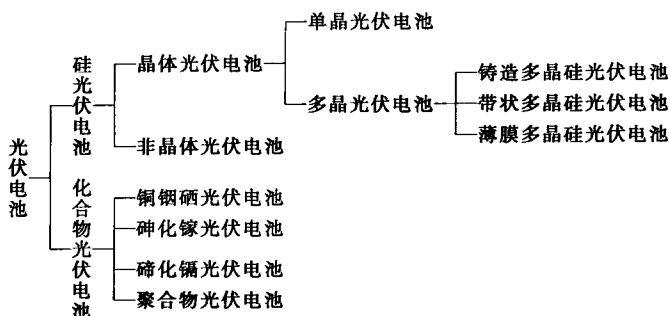 光伏电池
硅光伏电池
晶体光伏电池
单晶光伏电池
多晶光伏电池
铸造多晶硅光伏电池
带状多晶硅光伏电池
薄膜多晶硅光伏电池
非晶体光伏电池
化合物光伏电池
铜铟硒光伏电池
砷化镓光伏电池
碲化镉光伏电池
聚合物光伏电池